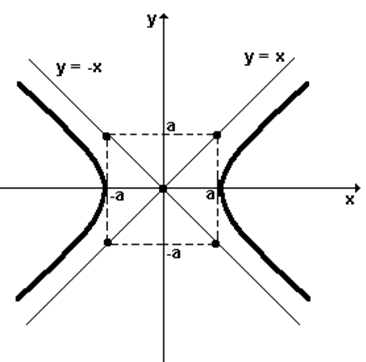 y
y = -x
y = x
a
-a
a
x
-a